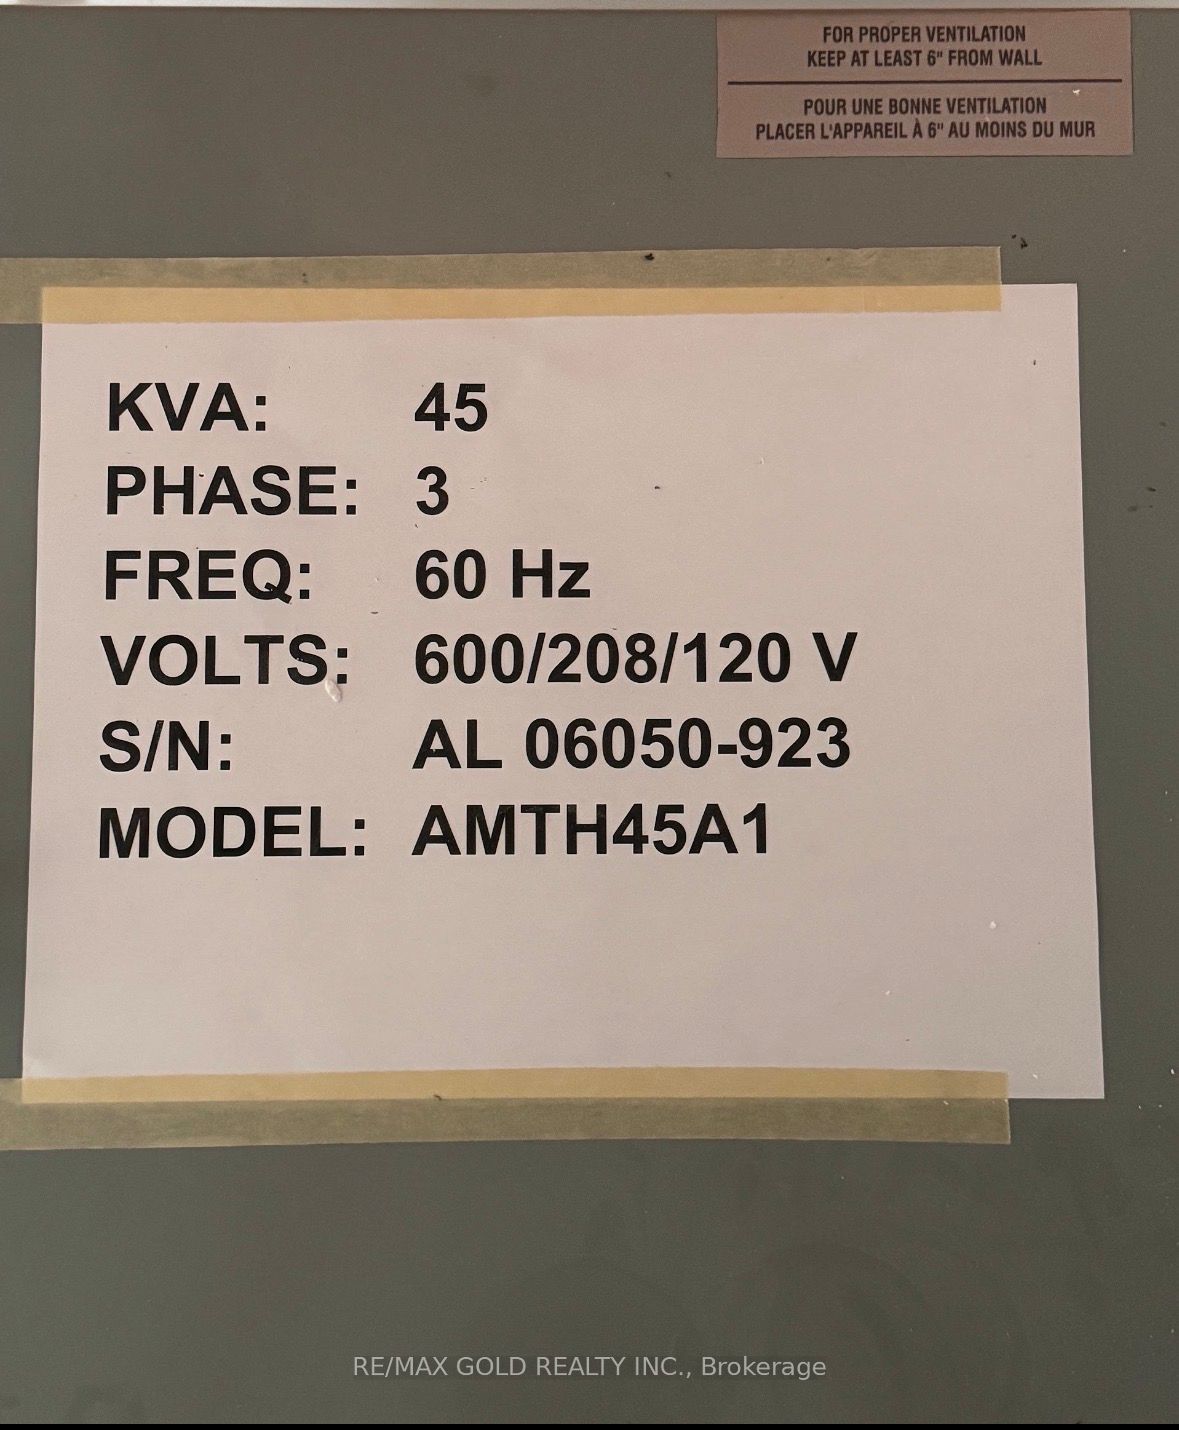 FOR PROPER VENTILATION
KEEP AT LEAST 6" FROM WALL
POUR UNE BONNE VENTILATION
PLACER L'APPAREIL À 6" AU MOINS DU MUR
KVA: 45
PHASE: 3
FREQ: 60 Hz
VOLTS: 600/208/120 V
S/N: AL 06050-923
MODEL: AMTH45A1
RE/MAX GOLD REALTY INC., Brokerage